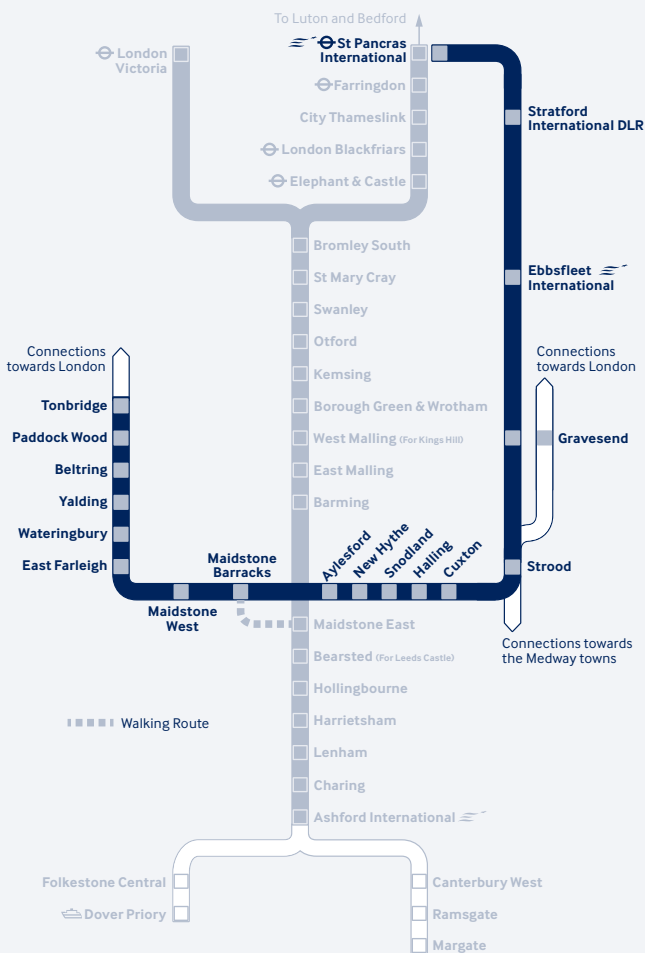 To Luton and Bedford
London
Victoria
St Pancras
International
Farringdon
City Thameslink
London Blackfriars
Elephant & Castle
Stratford
International DLR
Bromley South
St Mary Cray
Swanley
Otford
Kemsing
Borough Green & Wrotham
West Malling (For Kings Hill)
East Malling
Barming
Ebbsfleet
International
Connections
towards London
Tonbridge
Paddock Wood
Beltring
Yalding
Wateringbury
East Farleigh
Connections
towards London
Gravesend
Maidstone
West
Maidstone
Barracks
Aylesford
New Hythe
Snodland
Halling
Cuxton
Strood
Connections towards
the Medway towns
Maidstone East
Bearsted (For Leeds Castle)
Hollingbourne
Harrietsham
Lenham
Charing
Ashford International
Walking Route
Folkestone Central
Dover Priory
Canterbury West
Ramsgate
Margate